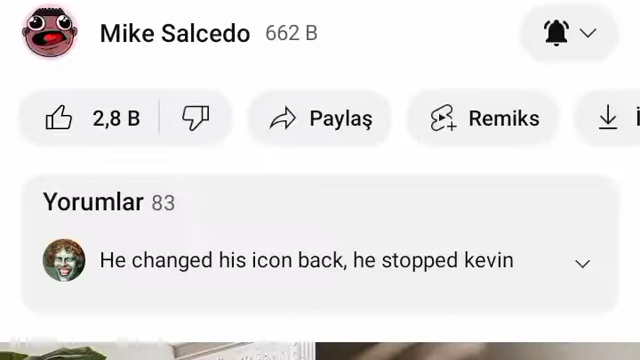 Mike Salcedo 662 B
2,8 B Paylaş Remiks
Yorumlar 83
He changed his icon back, he stopped kevin